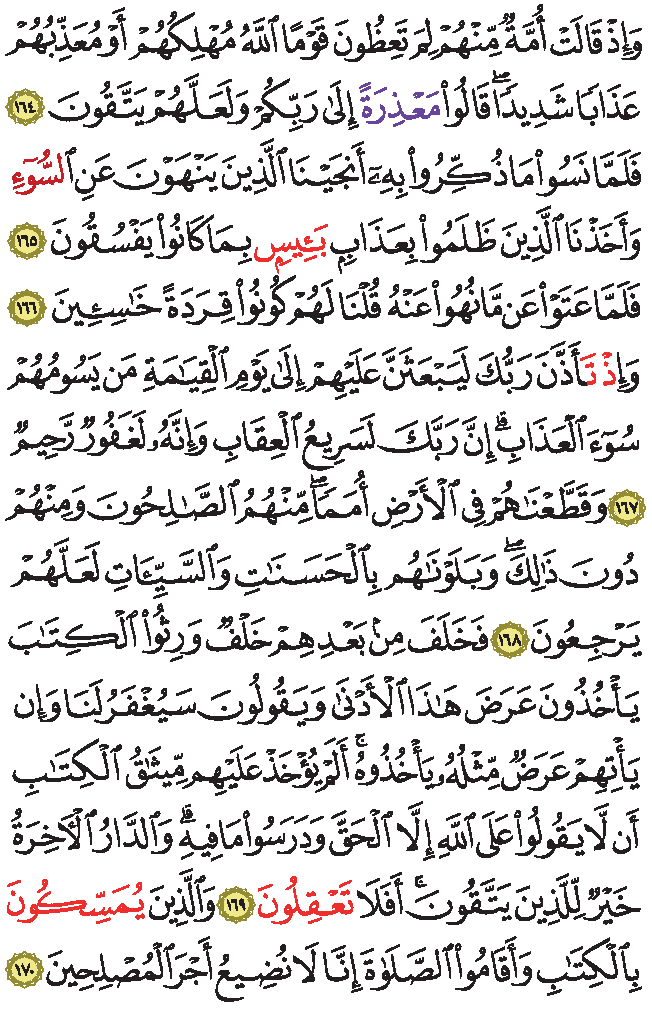 وَإِذْ قَالَتْ أُمَّةٌ مِّنْهُمْ لِمَ تَعِظُونَ قَوْمًا ٱللَّهُ مُهْلِكُهُمْ أَوْ مُعَذِّبُهُمْ
عَذَابًا شَدِيدًاۖ قَالُوا۟ مَعْذِرَةً إِلَىٰ رَبِّكُمْ وَلَعَلَّهُمْ يَتَّقُونَ ١٦٤
فَلَمَّا نَسُوا۟ مَا ذُكِّرُوا۟ بِهِۦٓ أَنجَيْنَا ٱلَّذِينَ يَنْهَوْنَ عَنِ ٱلسُّوٓءِ
وَأَخَذْنَا ٱلَّذِينَ ظَلَمُوا۟ بِعَذَابٍۭ بَـِٔيسٍۭ بِمَا كَانُوا۟ يَفْسُقُونَ ١٦٥
فَلَمَّا عَتَوْا۟ عَن مَّا نُهُوا۟ عَنْهُ قُلْنَا لَهُمْ كُونُوا۟ قِرَدَةً خَـٰسِـِٔينَ ١٦٦
وَإِذْ تَأَذَّنَ رَبُّكَ لَيَبْعَثَنَّ عَلَيْهِمْ إِلَىٰ يَوْمِ ٱلْقِيَـٰمَةِ مَن يَسُومُهُمْ
سُوٓءَ ٱلْعَذَابِۗ إِنَّ رَبَّكَ لَسَرِيعُ ٱلْعِقَابِ وَإِنَّهُۥ لَغَفُورٌ رَّحِيمٌ
١٦٧ وَقَطَّعْنَـٰهُمْ فِى ٱلْأَرْضِ أُمَمًاۖ مِّنْهُمُ ٱلصَّـٰلِحُونَ وَمِنْهُمْ
دُونَ ذَٰلِكَۖ وَبَلَوْنَـٰهُم بِٱلْحَسَنَـٰتِ وَٱلسَّيِّـَٔاتِ لَعَلَّهُمْ
يَرْجِعُونَ ١٦٨ فَخَلَفَ مِنۢ بَعْدِهِمْ خَلْفٌ وَرِثُوا۟ ٱلْكِتَـٰبَ
يَأْخُذُونَ عَرَضَ هَـٰذَا ٱلْأَدْنَىٰ وَيَقُولُونَ سَيُغْفَرُ لَنَا وَإِن
يَأْتِهِمْ عَرَضٌ مِّثْلُهُۥ يَأْخُذُوهُۚ أَلَمْ يُؤْخَذْ عَلَيْهِم مِّيثَـٰقُ ٱلْكِتَـٰبِ
أَن لَّا يَقُولُوا۟ عَلَى ٱللَّهِ إِلَّا ٱلْحَقَّ وَدَرَسُوا۟ مَا فِيهِۗ وَٱلدَّارُ ٱلْـَٔاخِرَةُ
خَيْرٌ لِّلَّذِينَ يَتَّقُونَۚ أَفَلَا تَعْقِلُونَ ١٦٩ وَٱلَّذِينَ يُمَسِّكُونَ
بِٱلْكِتَـٰبِ وَأَقَامُوا۟ ٱلصَّلَوٰةَ إِنَّا لَا نُضِيعُ أَجْرَ ٱلْمُصْلِحِينَ ١٧٠